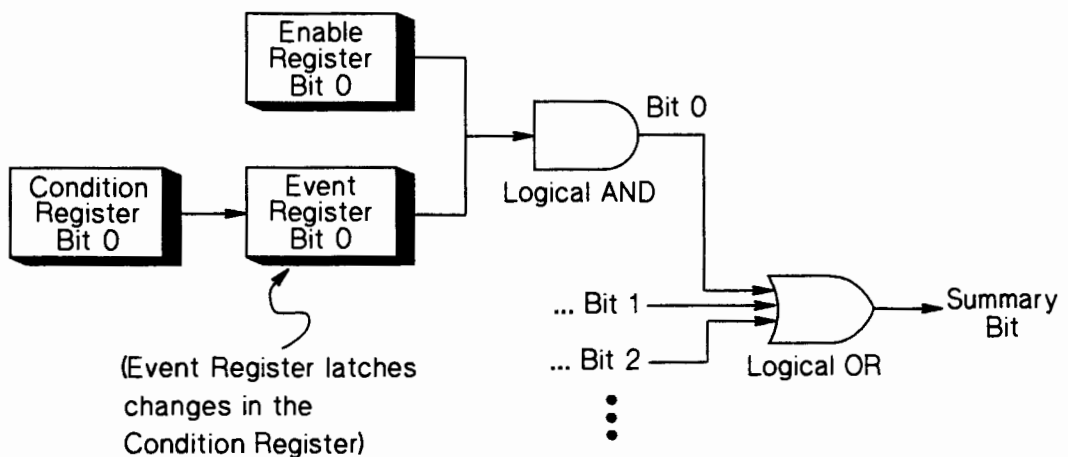 Enable
Register
Bit 0
Bit 0
Condition
Register
Bit 0
Event
Register
Bit 0
Logical AND
... Bit 1
Summary
Bit
... Bit 2
Logical OR
(Event Register latches
changes in the
Condition Register)